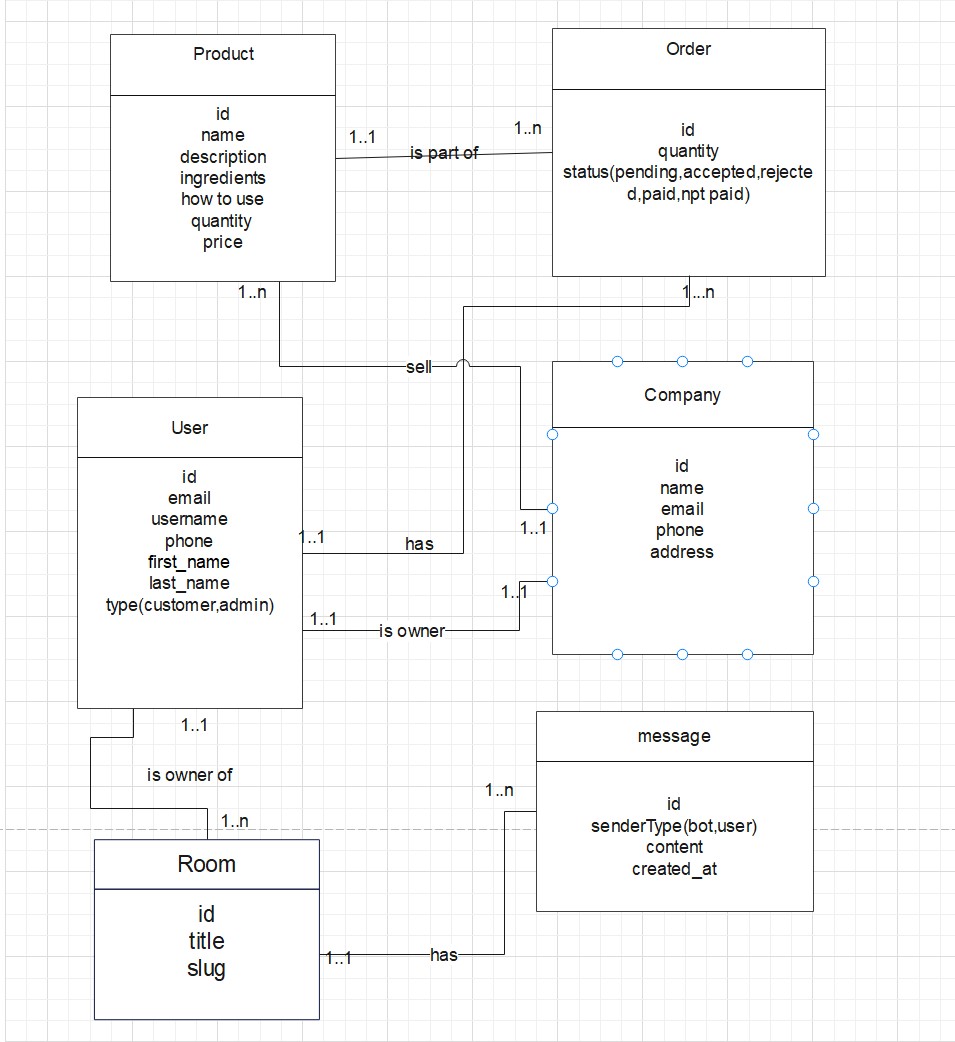 Product
id
name
description
ingredients
how to use
quantity
price
1..1
is part of
1..n
Order
id
quantity
status(pending,accepted,rejecte
d,paid,npt paid)
1..n
1...n
sell
Company
id
name
email
phone
address
1..1
User
id
email
username
phone
first_name
last_name
type(customer,admin)
1..1
has
1..1
is owner
1..1
1..1
is owner of
1..n
Room
id
title
slug
1..1
has
1..n
message
id
senderType(bot,user)
content
created_at